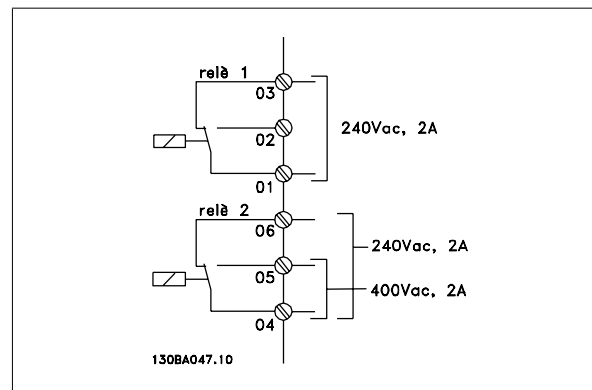 relè 1
03
02
240Vac, 2A
01
relè 2
06
240Vac, 2A
05
400Vac, 2A
04
130BA047.10